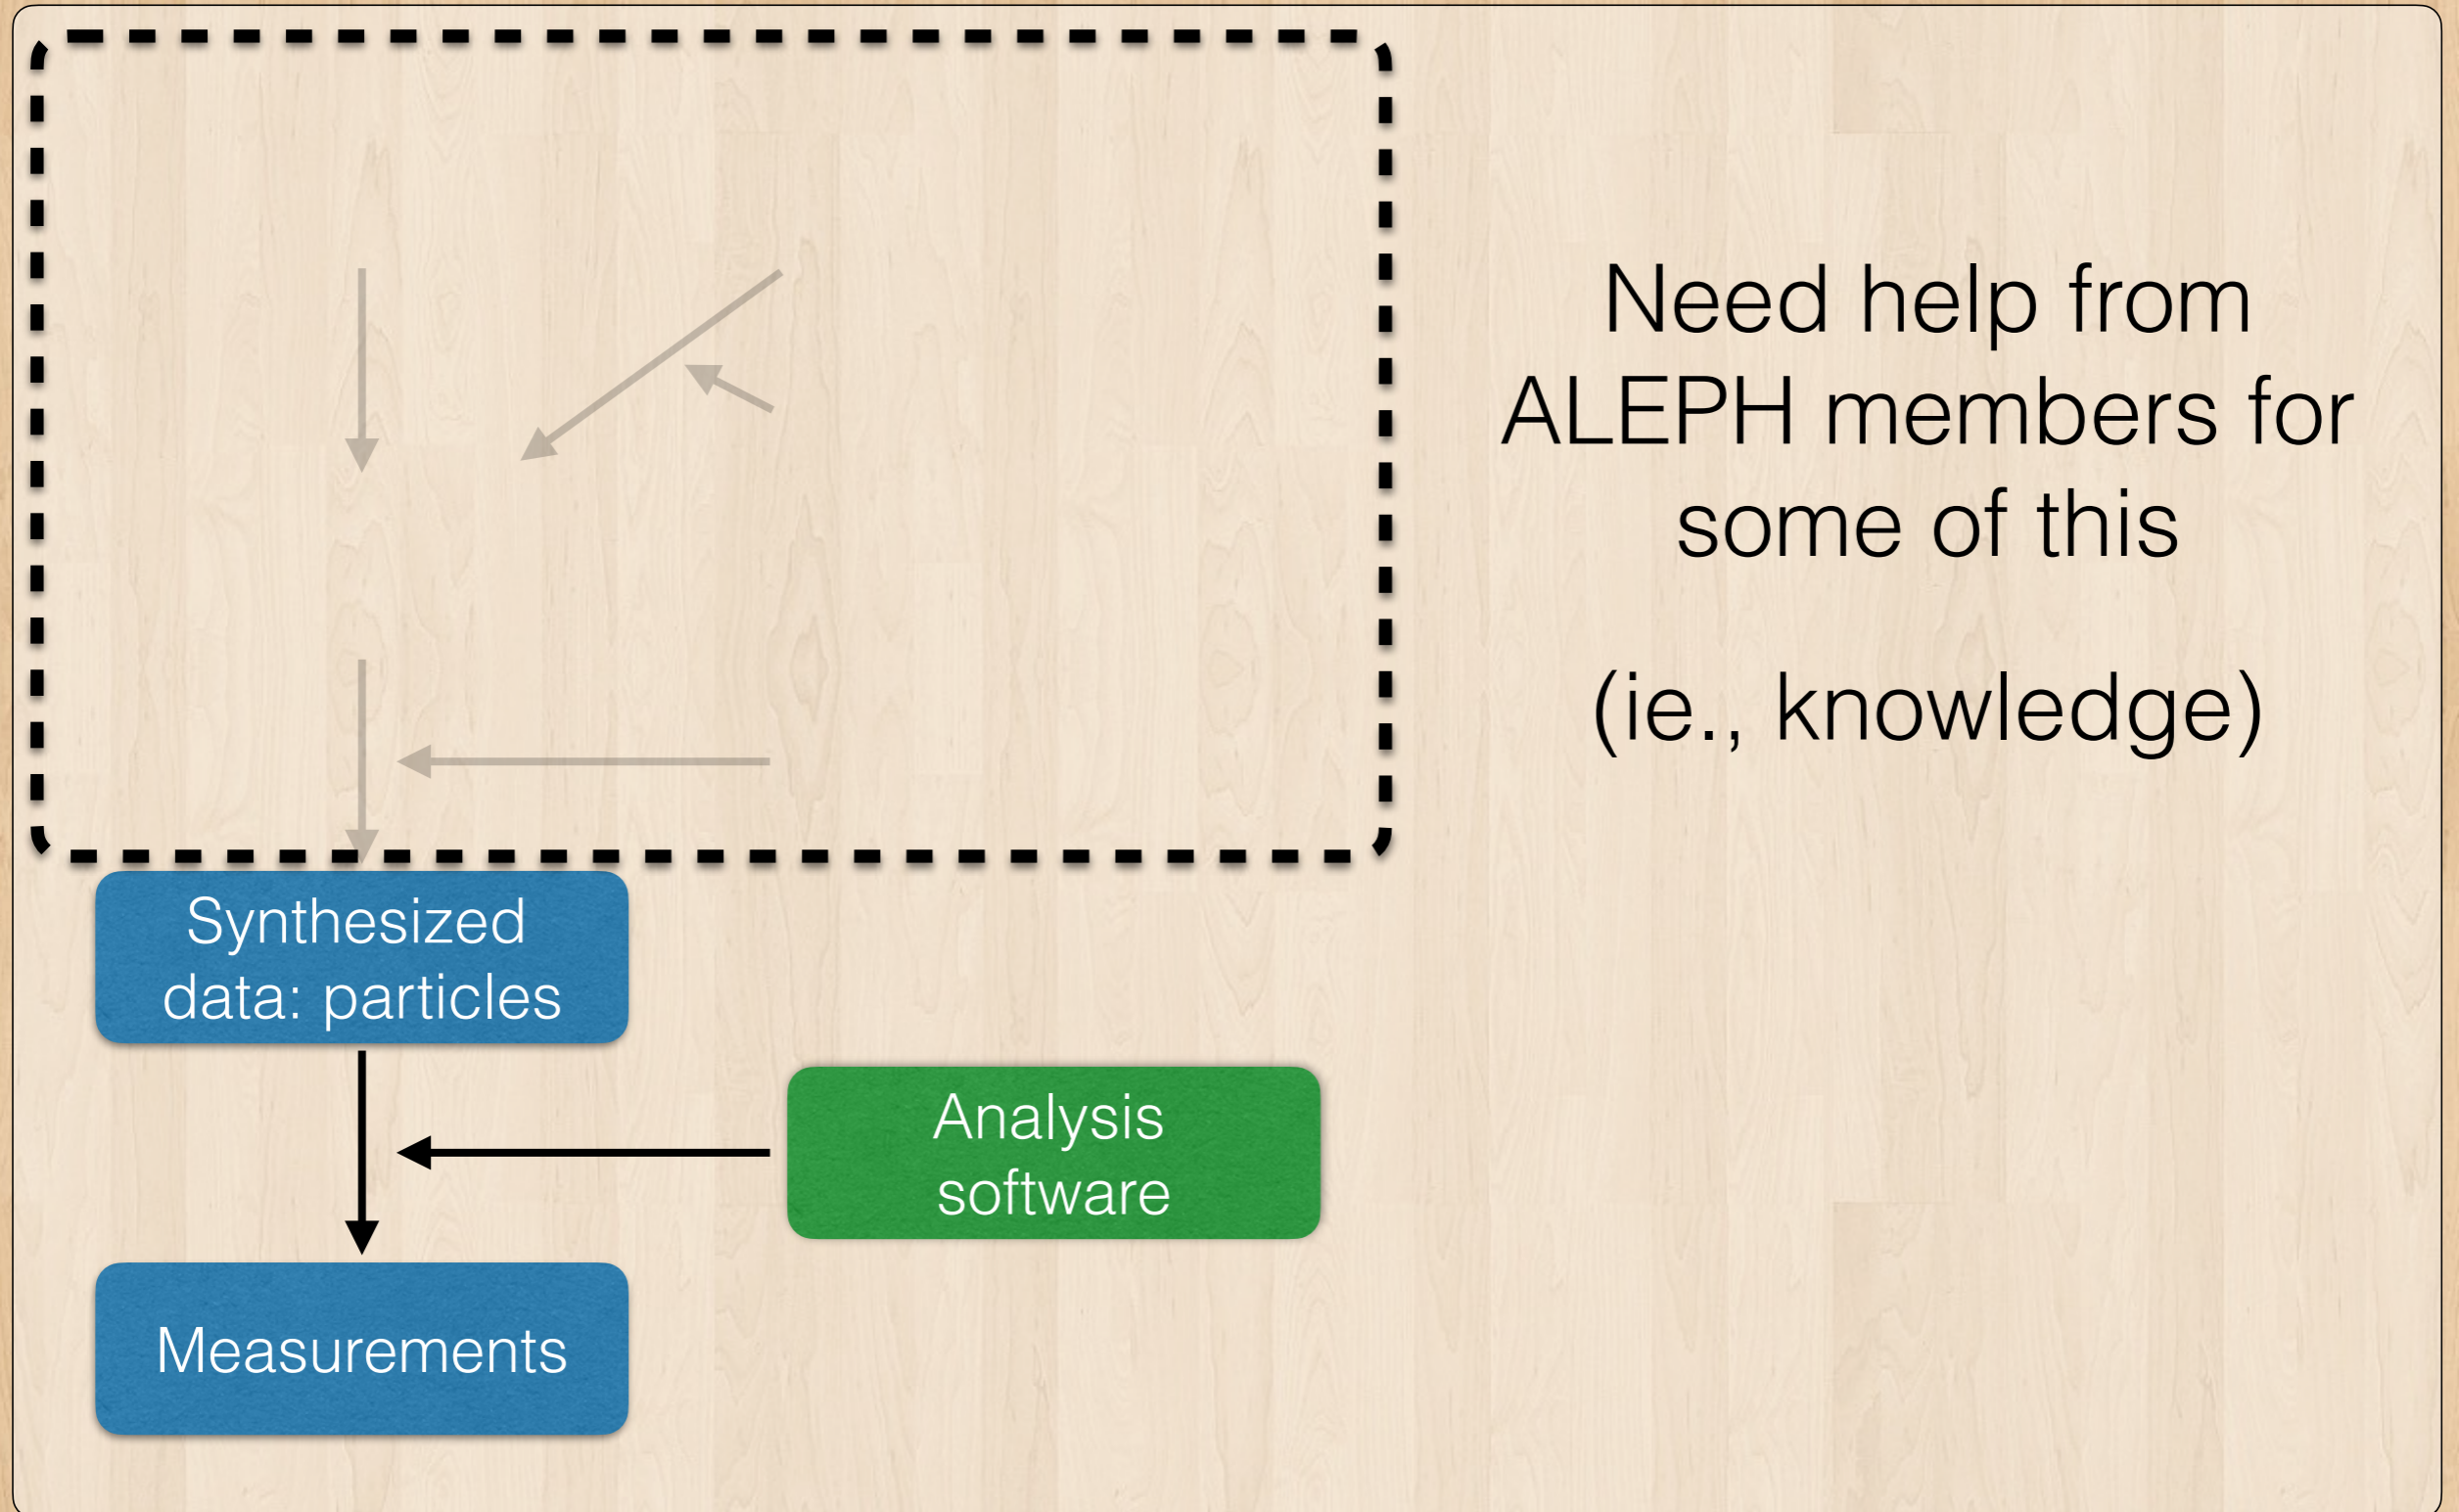 Need help from
ALEPH members for
some of this
(ie., knowledge)
Synthesized
data: particles
Analysis
software
Measurements